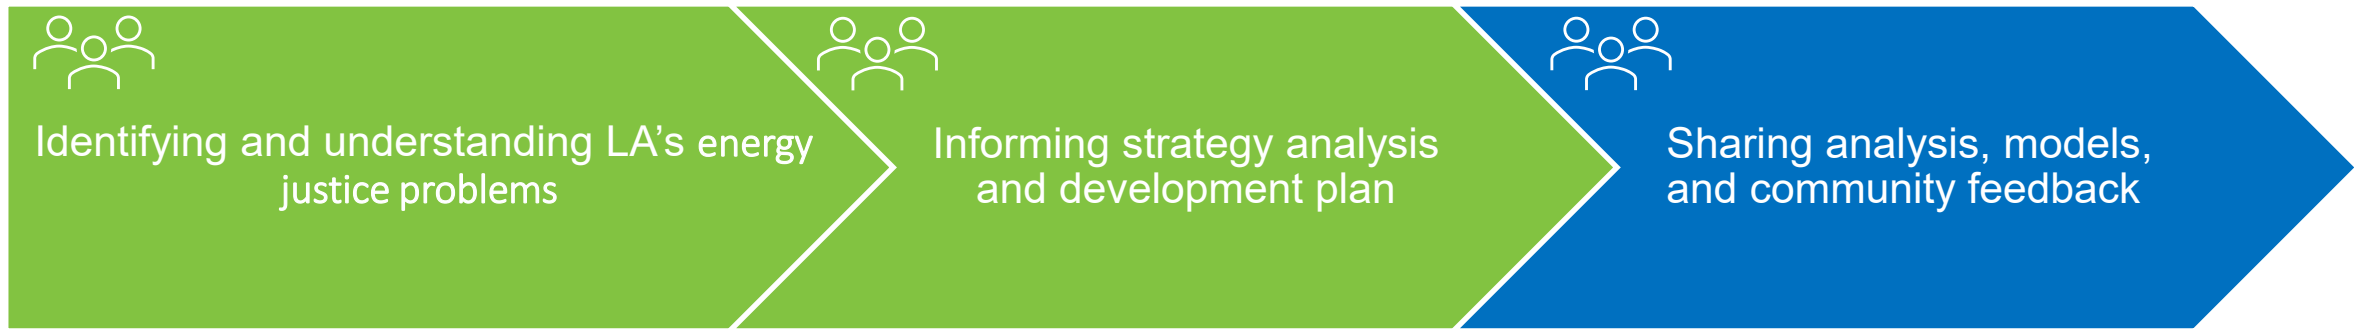 Identifying and understanding LA’s energy
justice problems
Informing strategy analysis
and development plan
Sharing analysis, models,
and community feedback